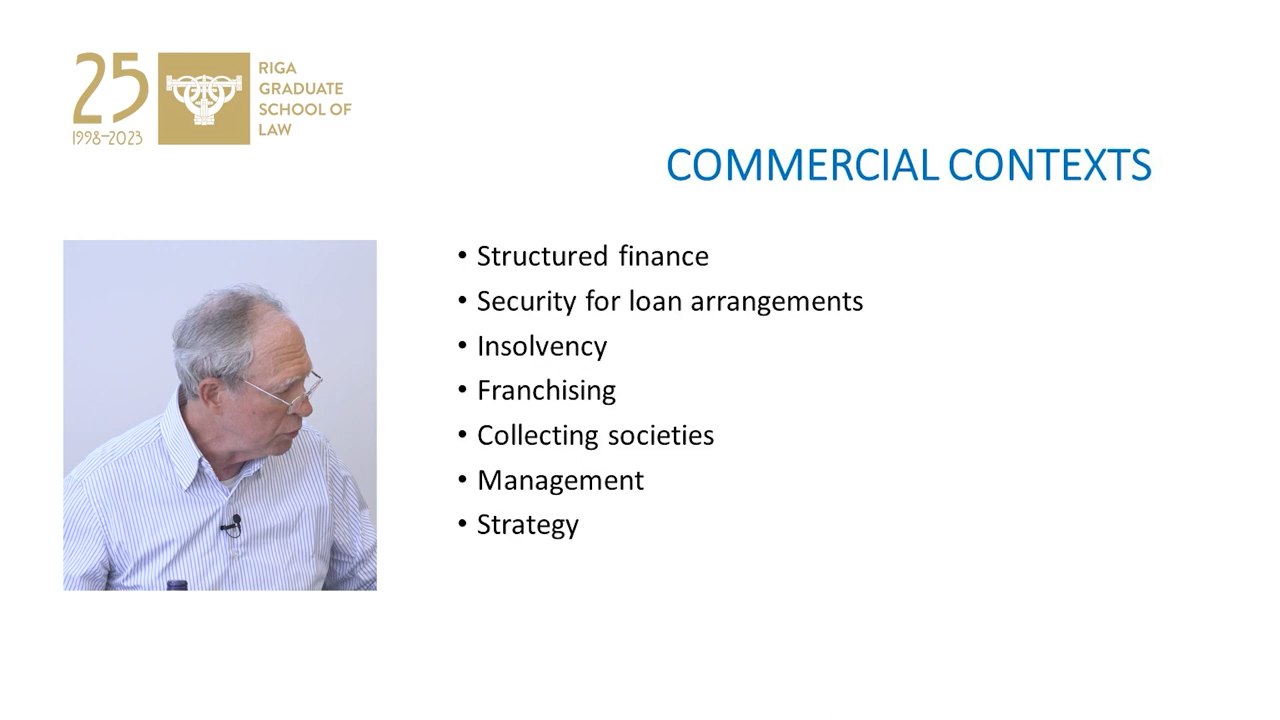 25
1998–2023
RIGA
GRADUATE
SCHOOL OF
LAW
COMMERCIAL CONTEXTS
• Structured finance
• Security for loan arrangements
• Insolvency
• Franchising
• Collecting societies
• Management
• Strategy